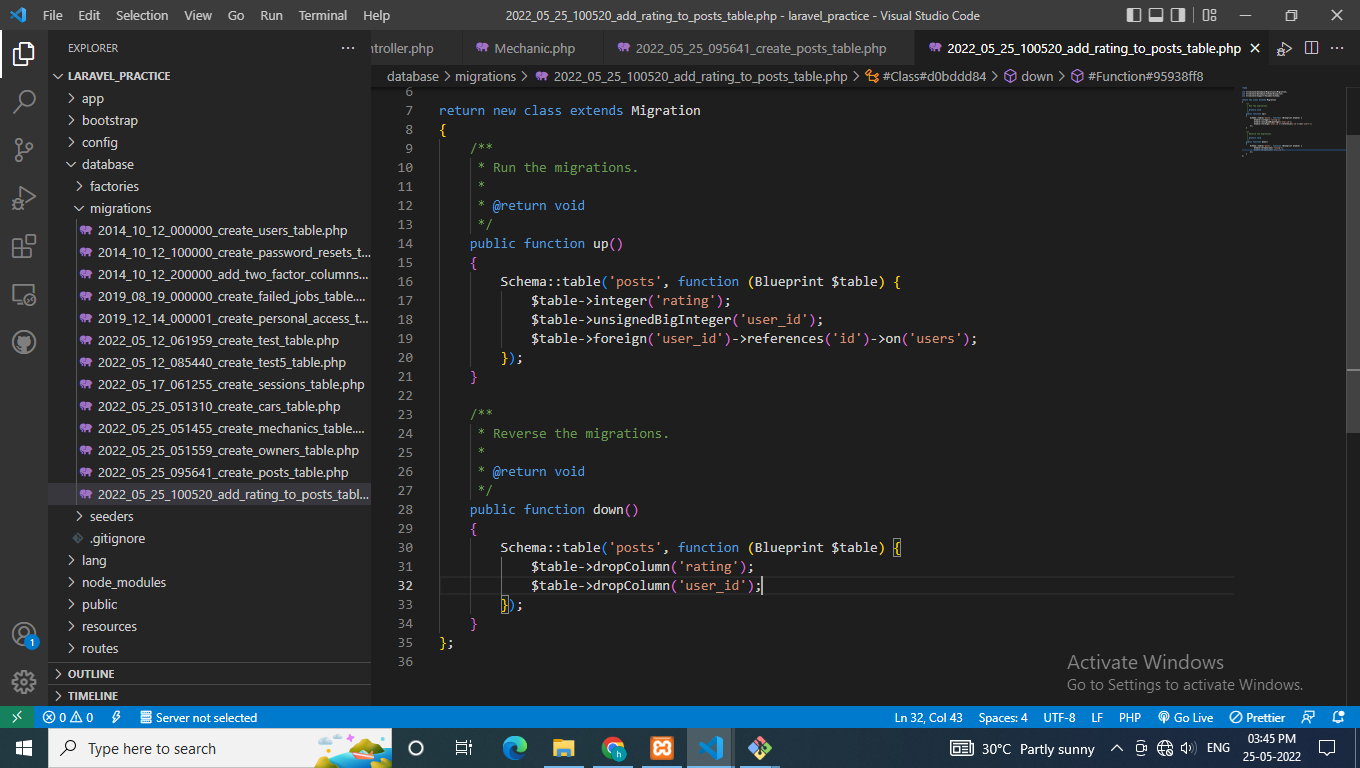 File Edit Selection View Go Run Terminal Help 2022_05_25_100520_add_rating_to_posts_table.php - laravel_practice - Visual Studio Code
EXPLORER
ntroller.php Mechanic.php 2022_05_25_095641_create_posts_table.php 2022_05_25_100520_add_rating_to_posts_table.php
database > migrations > 2022_05_25_100520_add_rating_to_posts_table.php > #Class#d0bddd84 > down > #Function#95938ff8
LARAVEL_PRACTICE
app
bootstrap
config
database
factories
migrations
2014_10_12_000000_create_users_table.php
2014_10_12_100000_create_password_resets_t...
2014_10_12_200000_add_two_factor_columns...
2019_08_19_000000_create_failed_jobs_table....
2019_12_14_000001_create_personal_access_t...
2022_05_12_061959_create_test_table.php
2022_05_12_085440_create_test5_table.php
2022_05_17_061255_create_sessions_table.php
2022_05_25_051310_create_cars_table.php
2022_05_25_051455_create_mechanics_table....
2022_05_25_051559_create_owners_table.php
2022_05_25_095641_create_posts_table.php
2022_05_25_100520_add_rating_to_posts_tabl...
seeders
.gitignore
lang
node_modules
public
resources
routes
OUTLINE
TIMELINE
6
7 return new class extends Migration
8 {
9 /**
10 * Run the migrations.
11 *
12 * @return void
13 */
14 public function up()
15 {
16 Schema::table('posts', function (Blueprint $table) {
17 $table->integer('rating');
18 $table->unsignedBigInteger('user_id');
19 $table->foreign('user_id')->references('id')->on('users');
20 });
21 }
22
23 /**
24 * Reverse the migrations.
25 *
26 * @return void
27 */
28 public function down()
29 {
30 Schema::table('posts', function (Blueprint $table) {
31 $table->dropColumn('rating');
32 $table->dropColumn('user_id');
33 });
34 }
35 };
36
Activate Windows
Go to Settings to activate Windows.
1
0 0 Server not selected Ln 32, Col 43 Spaces: 4 UTF-8 LF PHP Go Live Prettier
Type here to search
30°C Partly sunny ENG 03:45 PM
25-05-2022